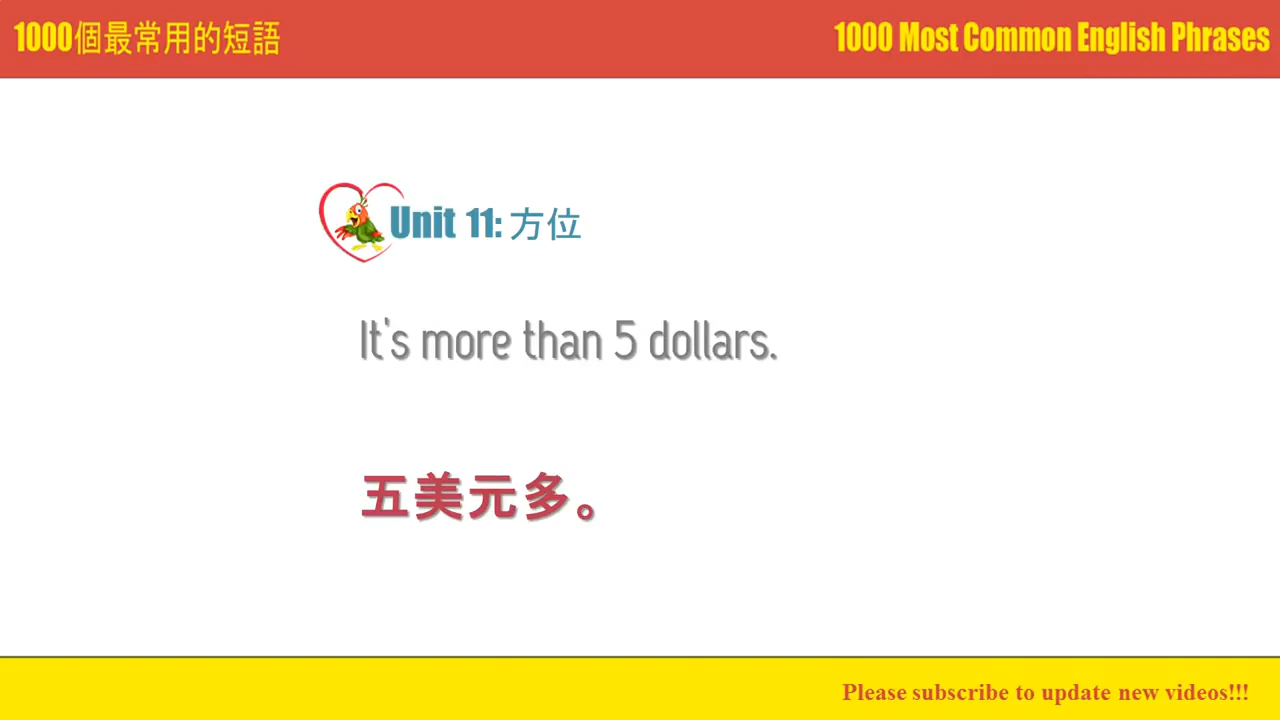 1000個最常用的短語
1000 Most Common English Phrases
Unit 11: 方位
It's more than 5 dollars.
五美元多。
Please subscribe to update new videos!!!